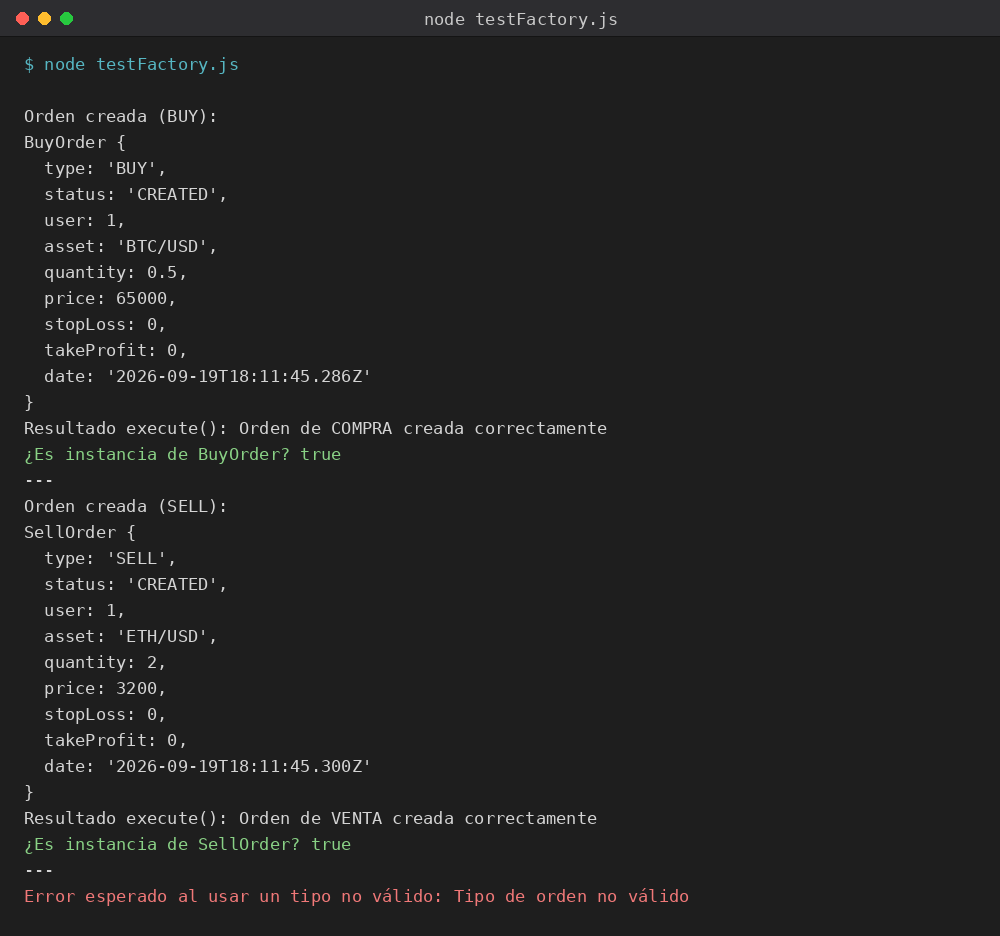 node testFactory.js
$ node testFactory.js
Orden creada (BUY):
BuyOrder {
  type: 'BUY',
  status: 'CREATED',
  user: 1,
  asset: 'BTC/USD',
  quantity: 0.5,
  price: 65000,
  stopLoss: 0,
  takeProfit: 0,
  date: '2026-09-19T18:11:45.286Z'
}
Resultado execute(): Orden de COMPRA creada correctamente
¿Es instancia de BuyOrder? true
---
Orden creada (SELL):
SellOrder {
  type: 'SELL',
  status: 'CREATED',
  user: 1,
  asset: 'ETH/USD',
  quantity: 2,
  price: 3200,
  stopLoss: 0,
  takeProfit: 0,
  date: '2026-09-19T18:11:45.300Z'
}
Resultado execute(): Orden de VENTA creada correctamente
¿Es instancia de SellOrder? true
---
Error esperado al usar un tipo no válido: Tipo de orden no válido